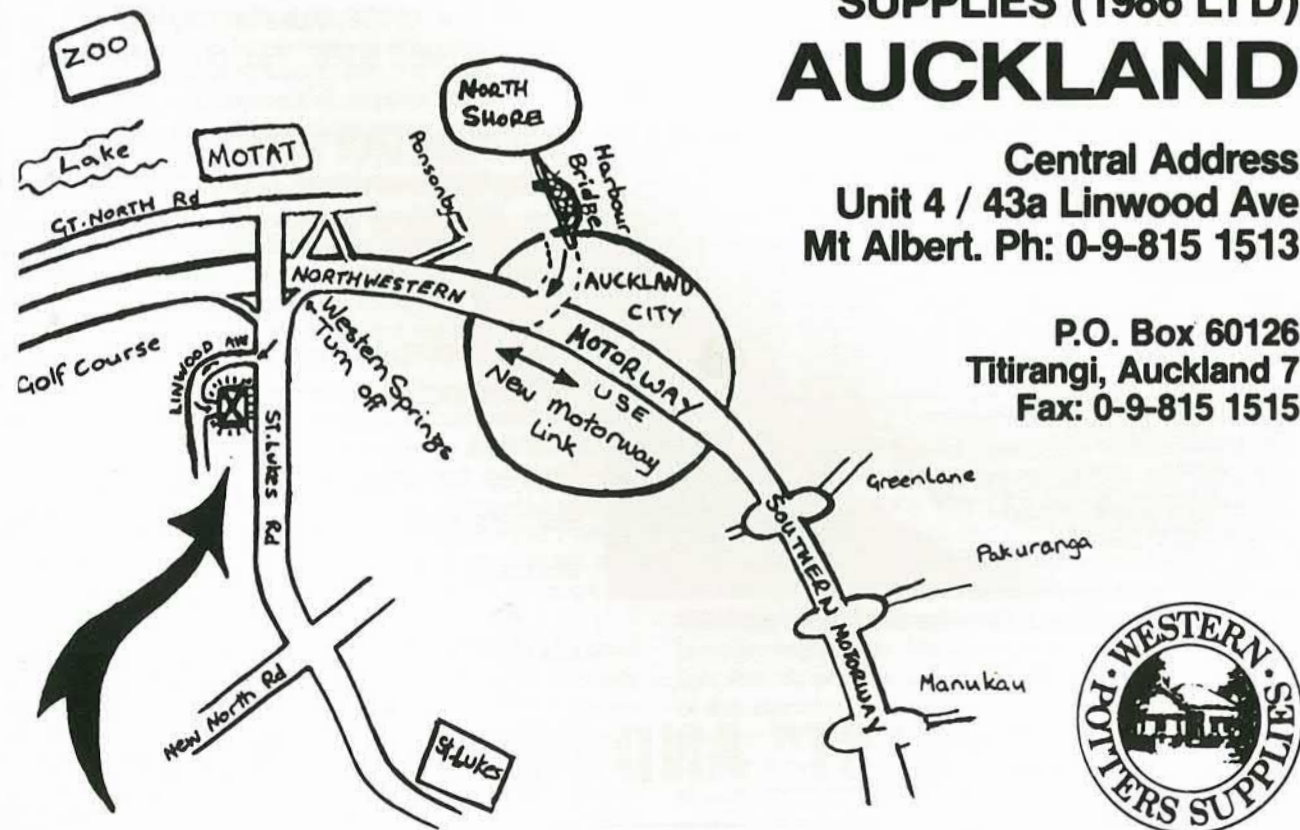 SUPPLIES (1986 LTD)
AUCKLAND
Central Address
Unit 4 / 43a Linwood Ave
Mt Albert. Ph: 0-9-815 1513
P.O. Box 60126
Titirangi, Auckland 7
Fax: 0-9-815 1515
ZOO
Lake
MOTAT
GT. NORTH Rd
NORTH
SHORE
Ponsonby
Harbour
Bridge
AUCKLAND
CITY
NORTHWESTERN
MOTORWAY
Western Springs
Turn off
USE
New Motorway
Link
Golf Course
LINWOOD AVE
ST. LUKES Rd
SOUTHERN MOTORWAY
Greenlane
Pakuranga
Manukau
New North Rd
St. Lukes
· WESTERN ·
POTTERS SUPPLIES